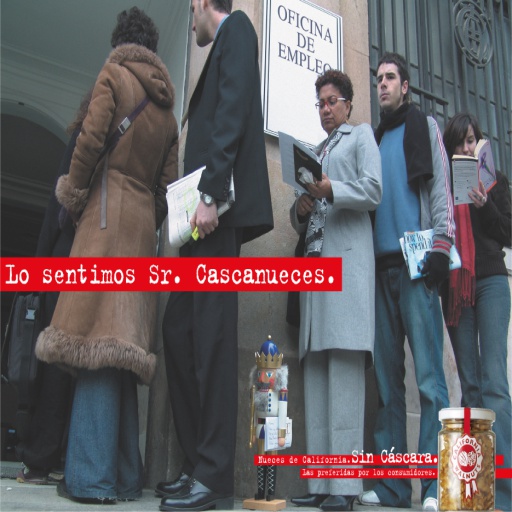 OFICINA
DE
EMPLEO
Lo sentimos Sr. Cascanueces.
Nueces de California. Sin Cáscara.
Las preferidas por los consumidores.